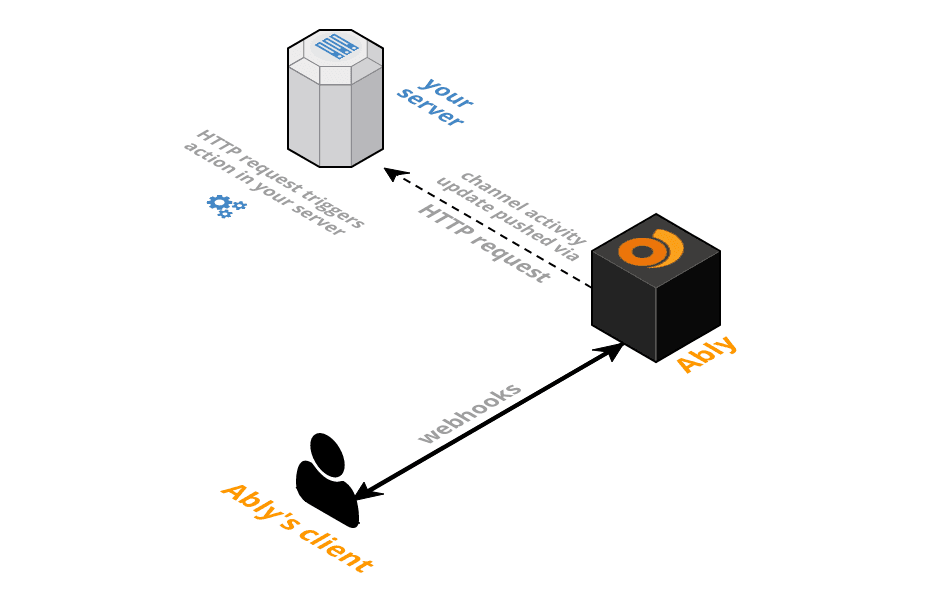 your
server
HTTP request triggers
action in your server
channel activity
update pushed via
HTTP request
Ably
webhooks
Ably's client